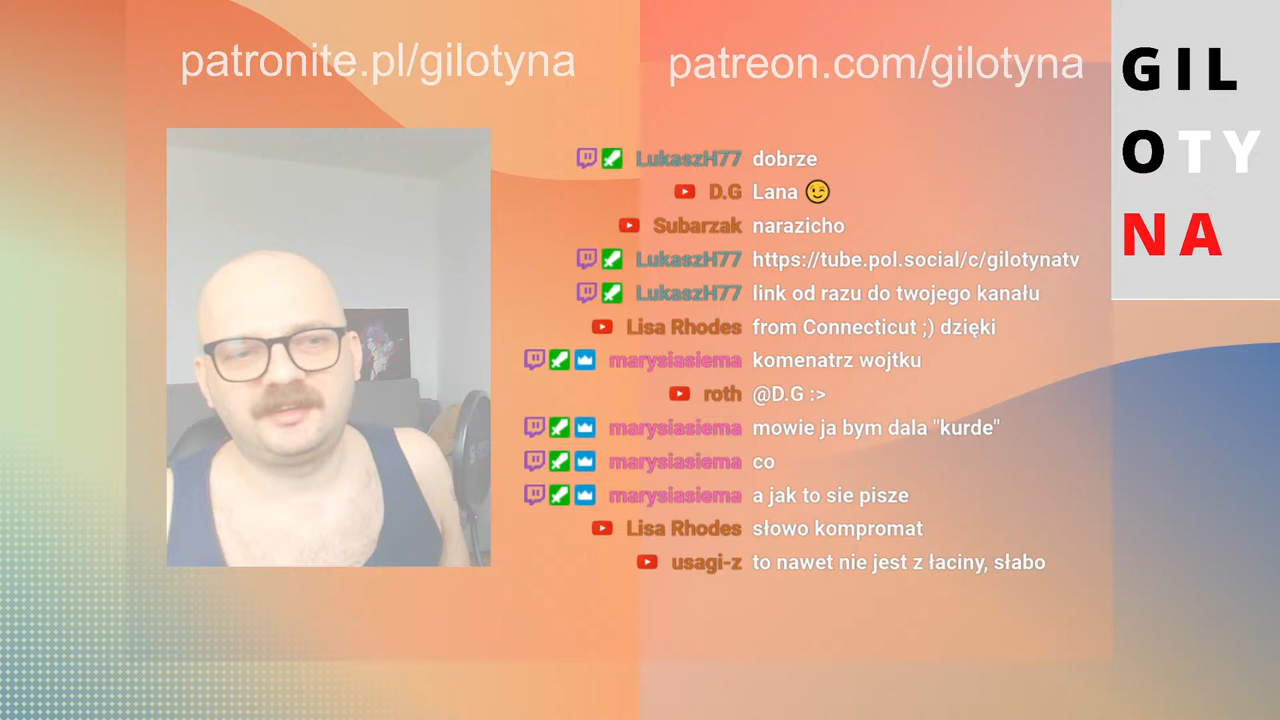 patronite.pl/gilotyna
patreon.com/gilotyna
GIL
OTY
NA
LukaszH77 dobrze
D.G Lana 😉
Subarzak narazicho
LukaszH77 https://tube.pol.social/c/gilotynatv
LukaszH77 link od razu do twojego kanału
Lisa Rhodes from Connecticut ;) dzięki
marysiasiema komenatrz wojtku
roth @D.G :>
marysiasiema mowie ja bym dala "kurde"
marysiasiema co
marysiasiema a jak to sie pisze
Lisa Rhodes słowo kompromat
usagi-z to nawet nie jest z łaciny, słabo